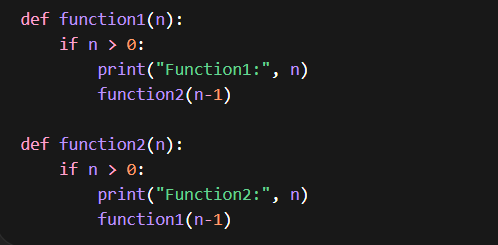 def function1(n):
    if n > 0:
        print("Function1:", n)
        function2(n-1)

def function2(n):
    if n > 0:
        print("Function2:", n)
        function1(n-1)